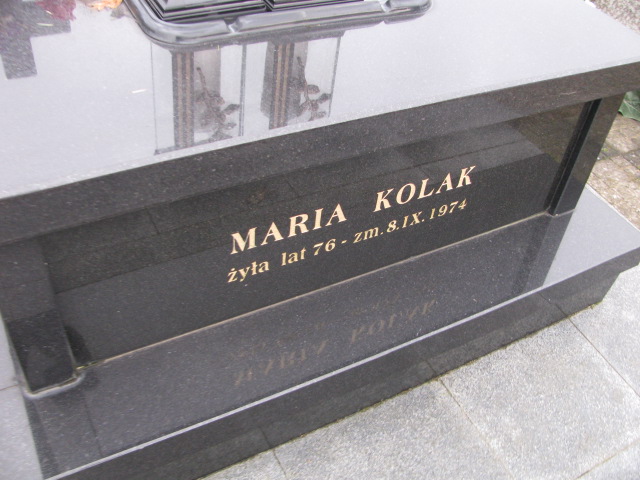 MARIA KOLAK
żyła lat 76 - zm. 8.IX. 1974